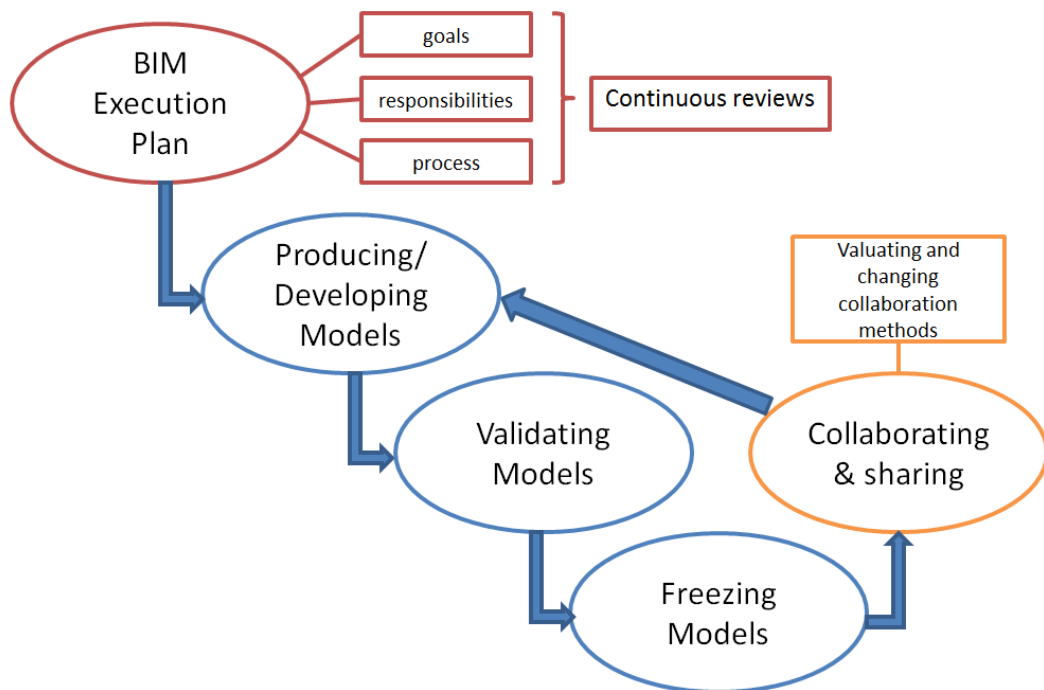 BIM
Execution
Plan
goals
responsibilities
process
Continuous reviews
Producing/
Developing
Models
Valuating and
changing
collaboration
methods
Validating
Models
Collaborating
& sharing
Freezing
Models